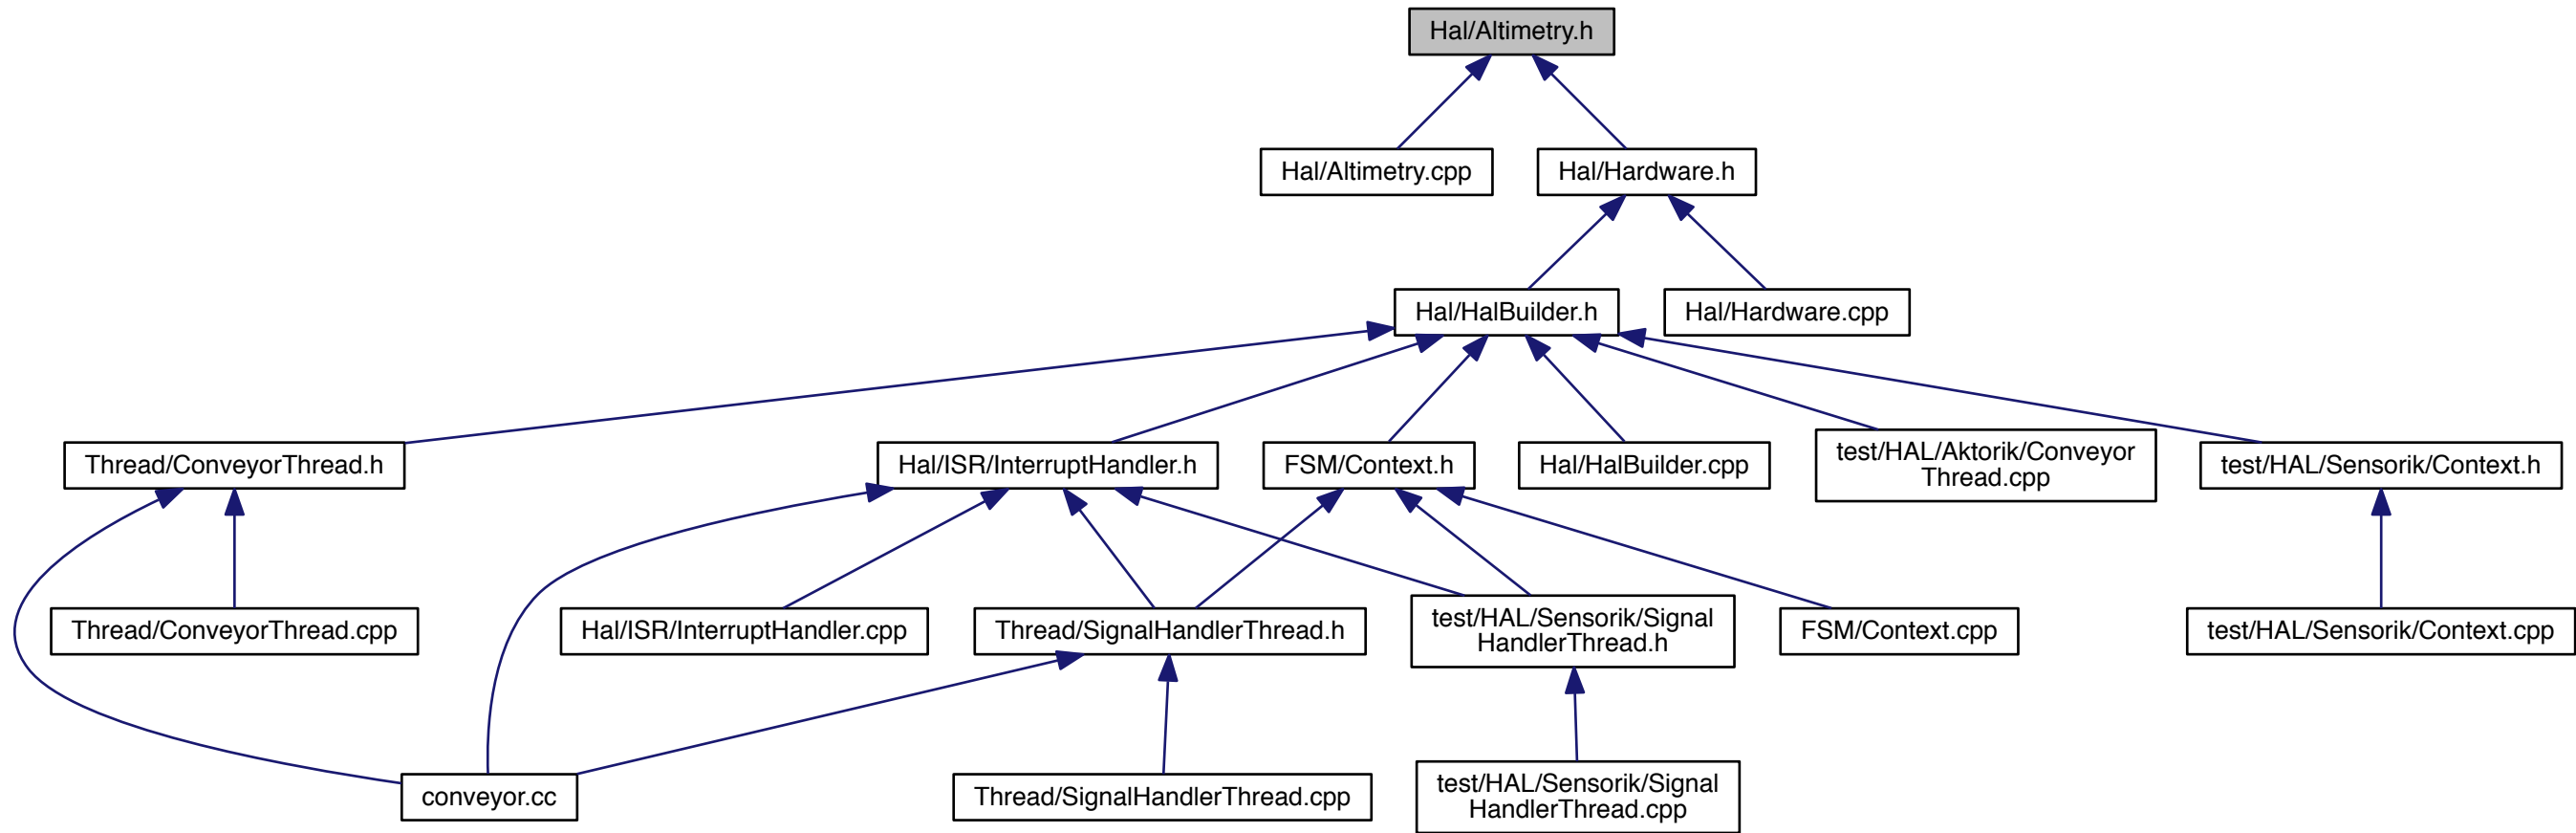 Hal/Altimetry.h
Hal/Altimetry.cpp
Hal/Hardware.h
Hal/HalBuilder.h
Hal/Hardware.cpp
Thread/ConveyorThread.h
Hal/ISR/InterruptHandler.h
FSM/Context.h
Hal/HalBuilder.cpp
test/HAL/Aktorik/Conveyor
Thread.cpp
test/HAL/Sensorik/Context.h
Thread/ConveyorThread.cpp
Hal/ISR/InterruptHandler.cpp
Thread/SignalHandlerThread.h
test/HAL/Sensorik/Signal
HandlerThread.h
FSM/Context.cpp
test/HAL/Sensorik/Context.cpp
conveyor.cc
Thread/SignalHandlerThread.cpp
test/HAL/Sensorik/Signal
HandlerThread.cpp